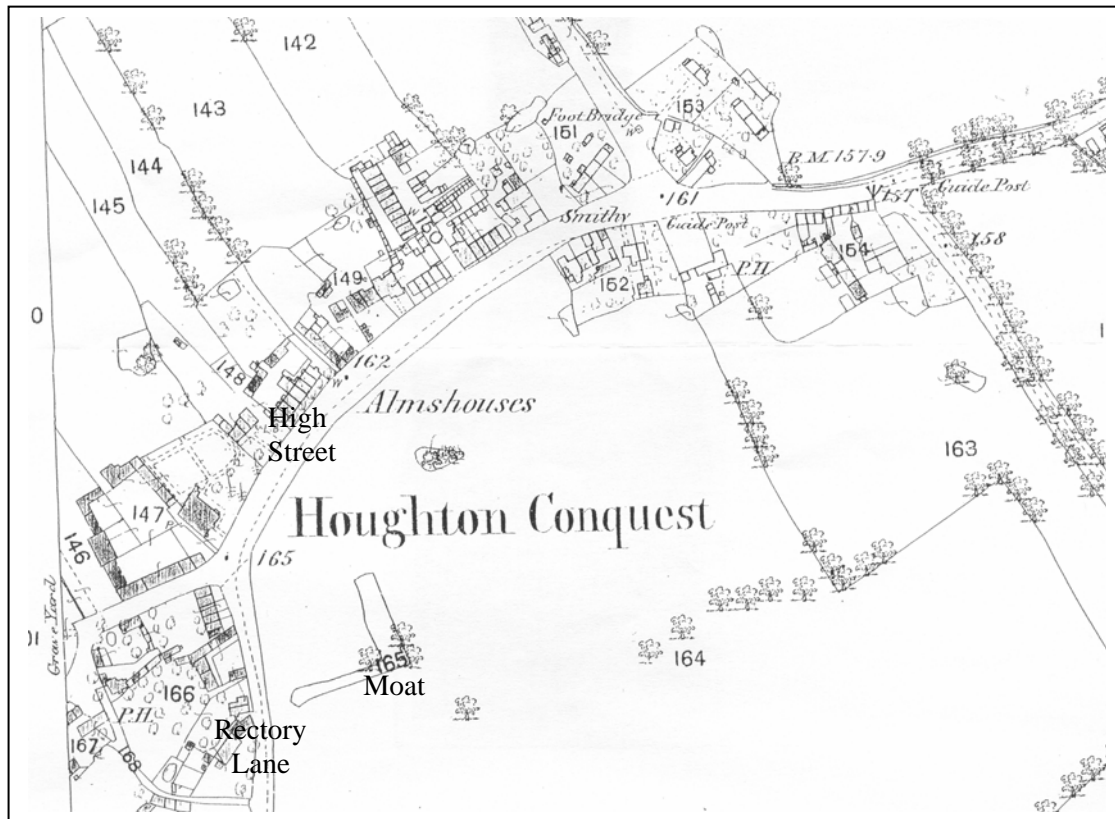 142
143
144
145
Foot Bridge
151
153
B.M. 157·9
161
Guide Post
157
Smithy
Guide Post
158
P.H.
154
152
149
148
W
162
W
Almshouses
High
Street
163
147
P
Houghton Conquest
146
165
Grave Yard
165
Moat
164
166
P.H.
167
168
Rectory
Lane
0